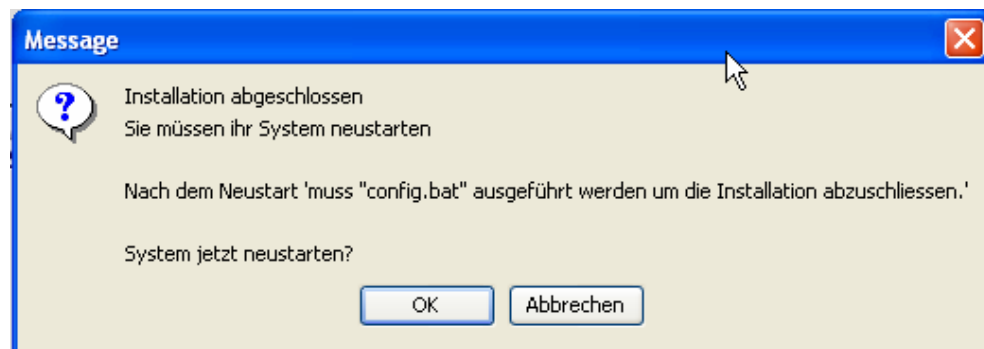 Message
Installation abgeschlossen
Sie müssen ihr System neustarten
Nach dem Neustart 'muss "config.bat" ausgeführt werden um die Installation abzuschliessen.'
System jetzt neustarten?
OK
Abbrechen